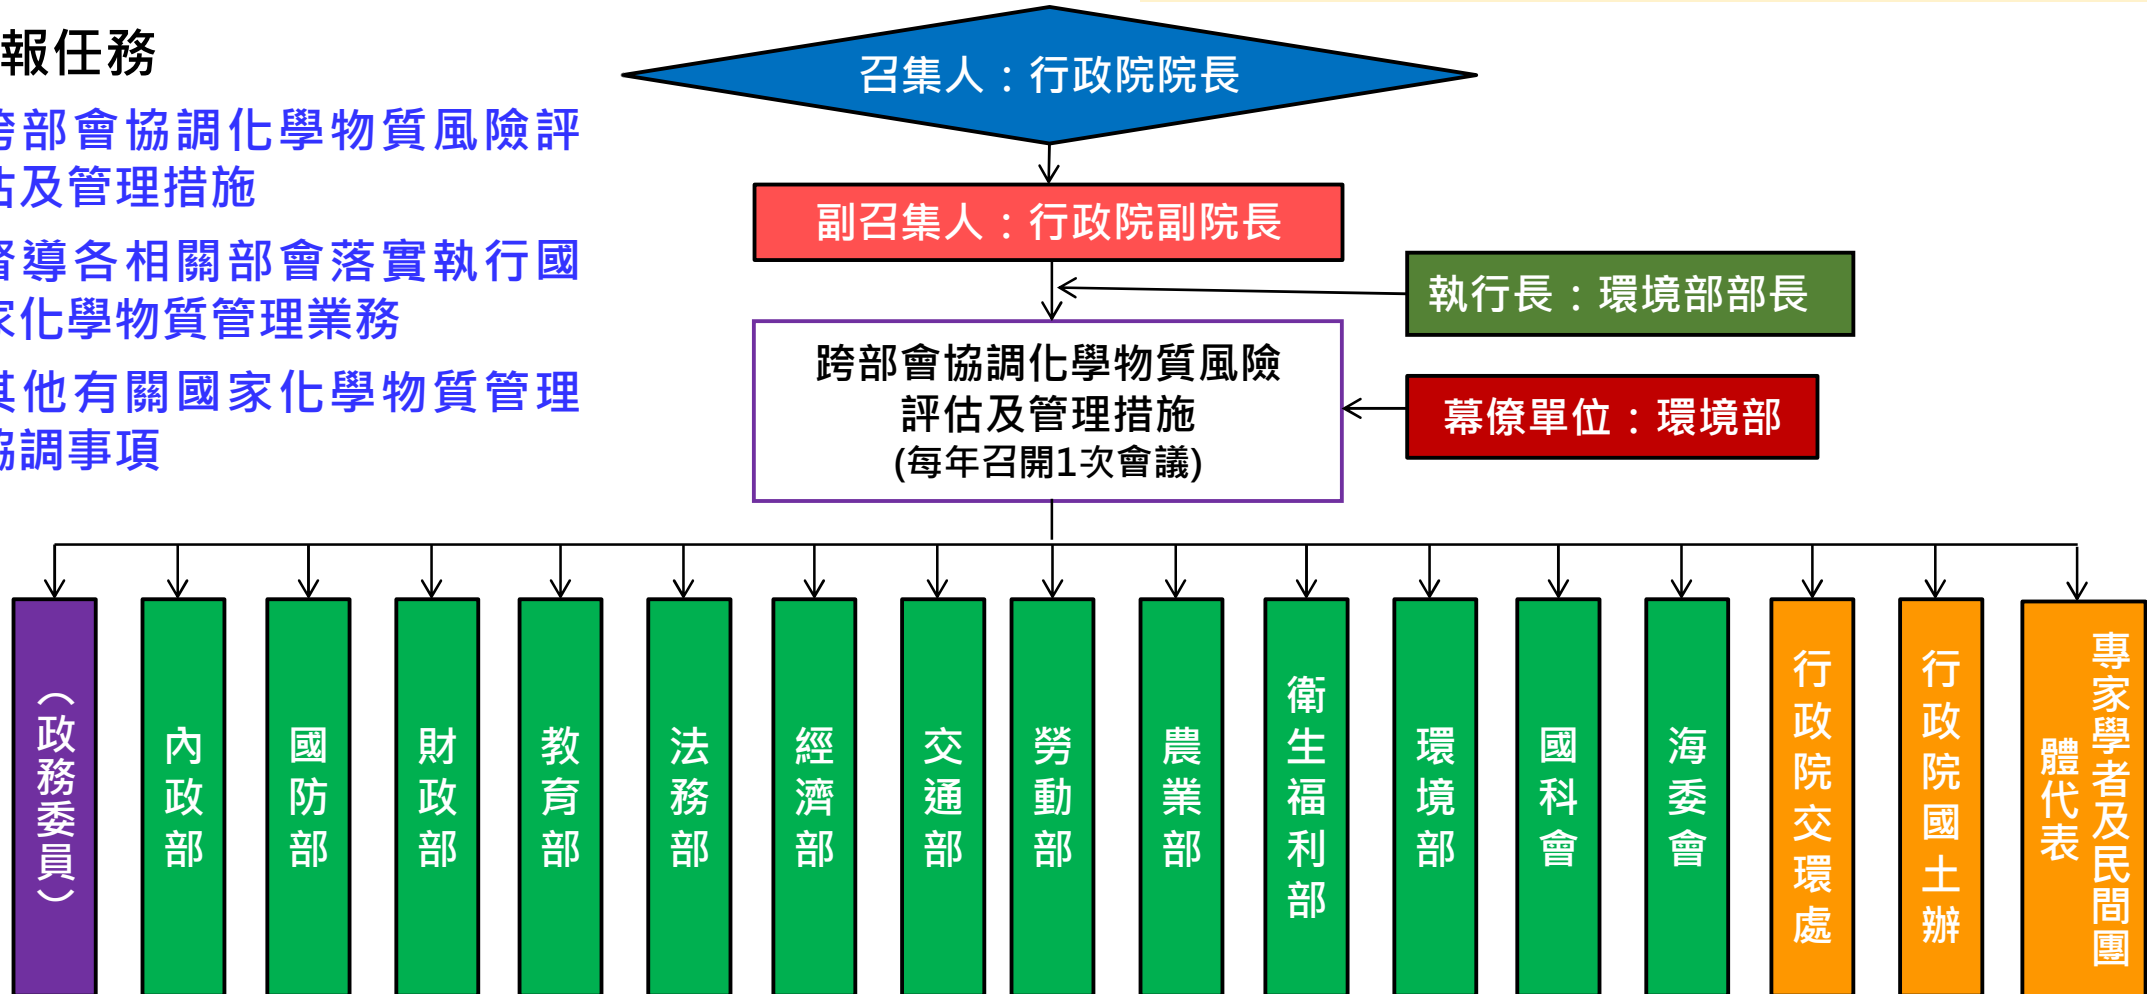 報任務
跨部會協調化學物質風險評
估及管理措施
督導各相關部會落實執行國
家化學物質管理業務
其他有關國家化學物質管理
協調事項
召集人：行政院院長
副召集人：行政院副院長
執行長：環境部部長
跨部會協調化學物質風險
評估及管理措施
(每年召開1次會議)
幕僚單位：環境部
（政務委員）
內政部
國防部
財政部
教育部
法務部
經濟部
交通部
勞動部
農業部
衛生福利部
環境部
國科會
海委會
行政院交環處
行政院國土辦
專家學者及民間團
體代表